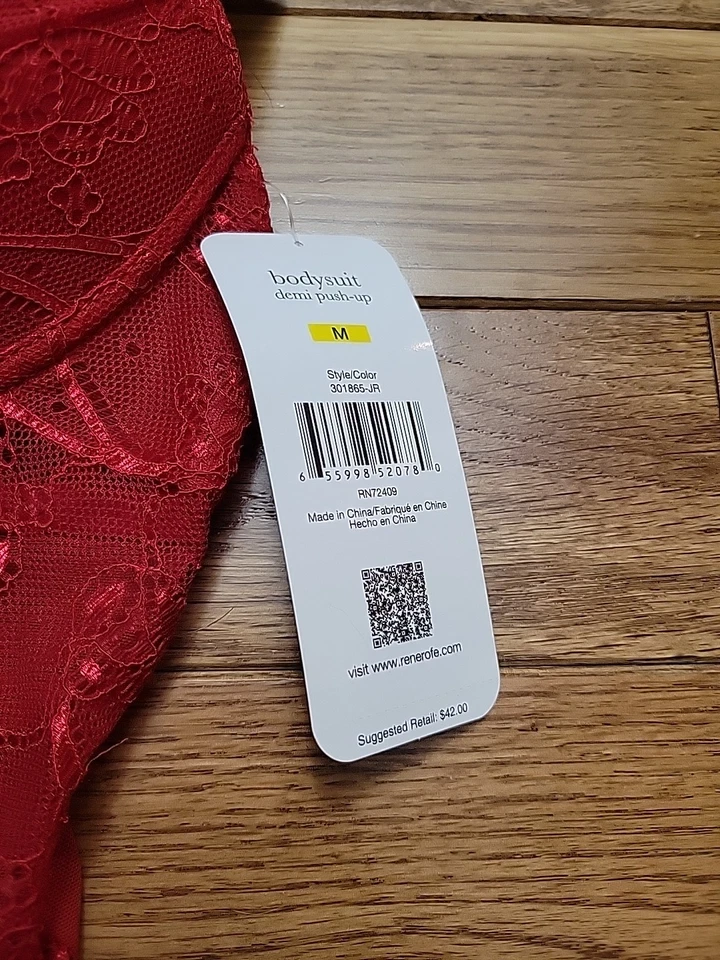 bodysuit
demi push-up
M
Style/Color
301865-JR
6 55998 52078 0
RN72409
Made in China/Fabriqué en Chine
Hecho en China
visit www.renerofe.com
Suggested Retail: $42.00